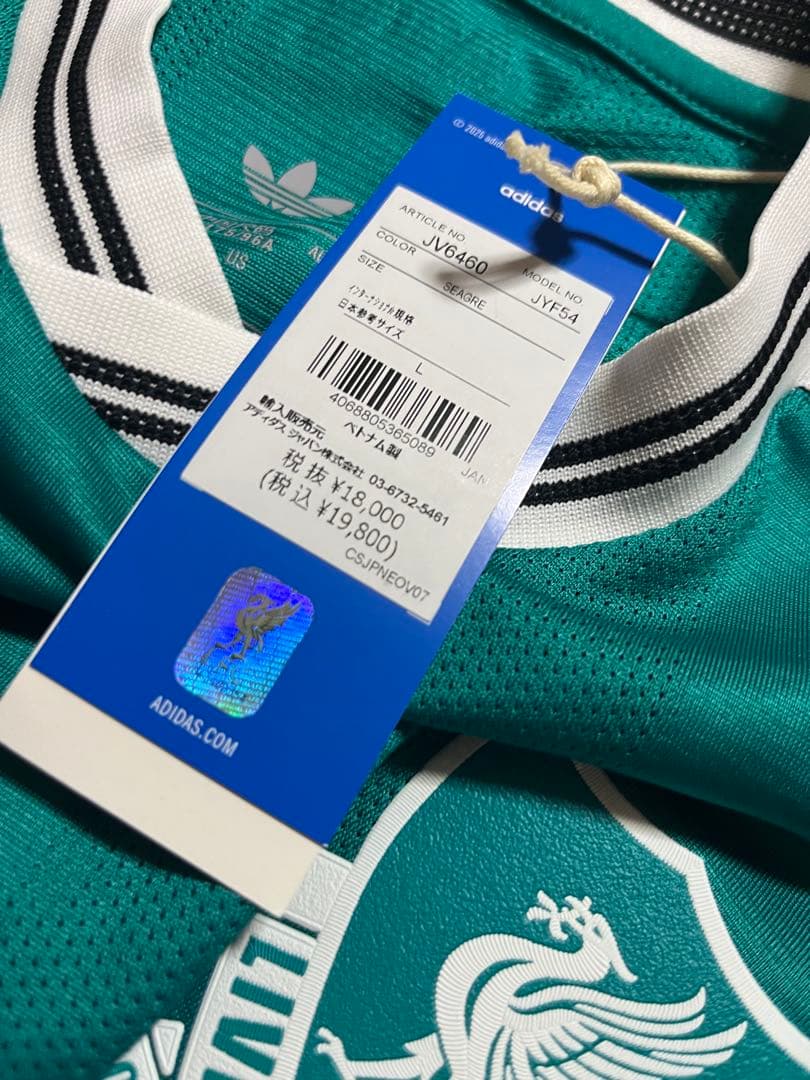 © 2025 adidas
adidas
ARTICLE NO.
JV6460
MODEL NO.
JYF54
COLOR
SEAGRE
SIZE
インターナショナル規格
日本参考サイズ
L
4068805365089
JAN
ベトナム製
輸入販売元
アディダス ジャパン株式会社 03-6732-5461
税抜 ¥18,000
(税込 ¥19,800)
CSJPNEOV07
ADIDAS.COM
US